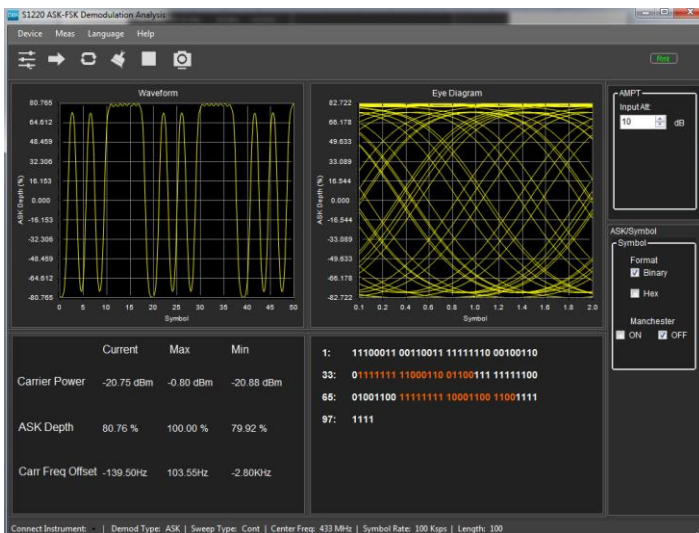 S1220 ASK-FSK Demodulation Analysis
Device Meas Language Help
Waveform
80.765
64.612
48.459
32.306
16.153
0.000
-16.153
-32.306
-48.459
-64.612
-80.765
ASK Depth (%)
0 5 10 15 20 25 30 35 40 45 50
Symbol
Eye Diagram
82.722
66.178
49.633
33.089
16.544
0.000
-16.544
-33.089
-49.633
-66.178
-82.722
ASK Depth (%)
0.1 0.2 0.4 0.6 0.8 1.0 1.2 1.4 1.6 1.8 2.0
Symbol
AMPT
Input Att:
10 dB
ASK/Symbol
Symbol
Format
Binary
Hex
Manchester
ON OFF
Current Max Min
Carrier Power -20.75 dBm -0.80 dBm -20.88 dBm
ASK Depth 80.76 % 100.00 % 79.92 %
Carr Freq Offset -139.50Hz 103.55Hz -2.80KHz
1: 11100011 00110011 11111110 00100110
33: 01111111 11000110 01100111 11111100
65: 01001100 11111111 10001100 11001111
97: 1111
Connect Instrument: | Demod Type: ASK | Sweep Type: Cont | Center Freq: 433 MHz | Symbol Rate: 100 Ksps | Length: 100